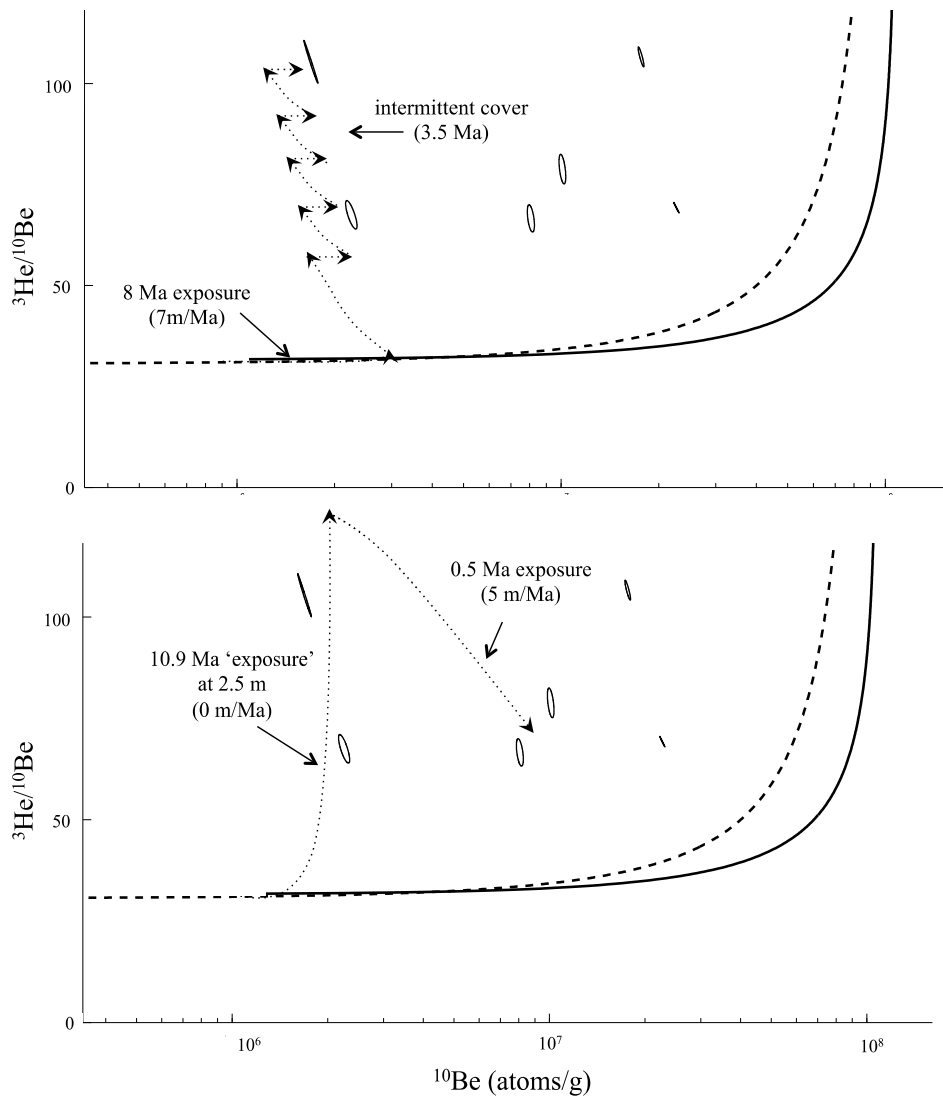 100
intermittent cover
(3.5 Ma)
³He/¹⁰Be
50
8 Ma exposure
(7m/Ma)
0
0.5 Ma exposure
(5 m/Ma)
100
10.9 Ma ‘exposure’
at 2.5 m
(0 m/Ma)
³He/¹⁰Be
50
0
10⁶
10⁷
10⁸
¹⁰Be (atoms/g)